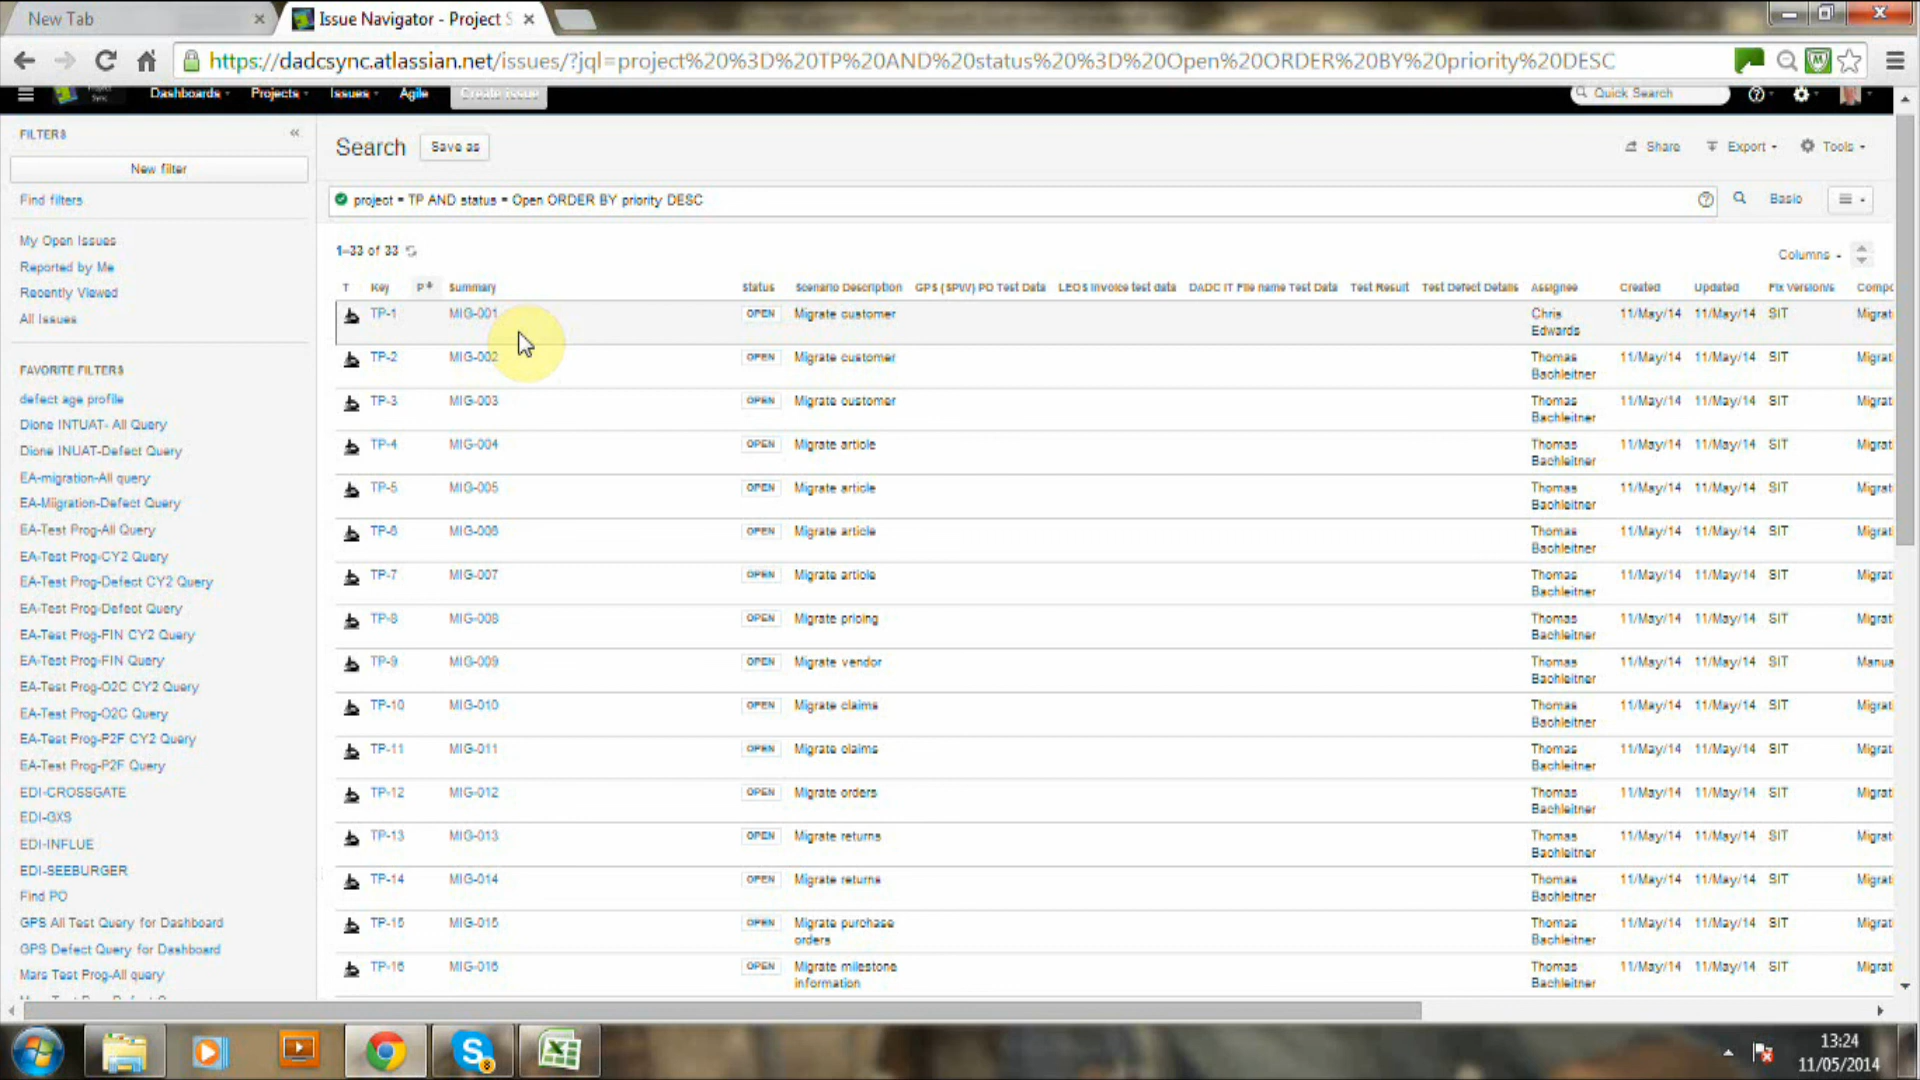 New Tab
Issue Navigator - Project S
https://dadcsync.atlassian.net/issues/?jql=project%20%3D%20TP%20AND%20status%20%3D%20Open%20ORDER%20BY%20priority%20DESC
Dashboards Projects Issues Agile Create issue Quick Search
FILTERS
New filter
Find filters
My Open Issues
Reported by Me
Recently Viewed
All Issues
FAVORITE FILTERS
defect age profile
Dione INTUAT- All Query
Dione INUAT-Defect Query
EA-migration-All query
EA-Miigration-Defect Query
EA-Test Prog-All Query
EA-Test Prog-CY2 Query
EA-Test Prog-Defect CY2 Query
EA-Test Prog-Defect Query
EA-Test Prog-FIN CY2 Query
EA-Test Prog-FIN Query
EA-Test Prog-O2C CY2 Query
EA-Test Prog-O2C Query
EA-Test Prog-P2F CY2 Query
EA-Test Prog-P2F Query
EDI-CROSSGATE
EDI-GXS
EDI-INFLUE
EDI-SEEBURGER
Find PO
GPS All Test Query for Dashboard
GPS Defect Query for Dashboard
Mars Test Prog-All query
Search Save as Share Export Tools
project = TP AND status = Open ORDER BY priority DESC Basic
1–33 of 33 Columns
T Key P Summary Status Scenario Description GPS (SPW) PO Test Data LEOS Invoice test data DADC IT File name Test Data Test Result Test Defect Details Assignee Created Updated Fix Versions Compo
TP-1 MIG-001 OPEN Migrate customer Chris Edwards 11/May/14 11/May/14 SIT Migrat
TP-2 MIG-002 OPEN Migrate customer Thomas Bachleitner 11/May/14 11/May/14 SIT Migrat
TP-3 MIG-003 OPEN Migrate customer Thomas Bachleitner 11/May/14 11/May/14 SIT Migrat
TP-4 MIG-004 OPEN Migrate article Thomas Bachleitner 11/May/14 11/May/14 SIT Migrat
TP-5 MIG-005 OPEN Migrate article Thomas Bachleitner 11/May/14 11/May/14 SIT Migrat
TP-6 MIG-006 OPEN Migrate article Thomas Bachleitner 11/May/14 11/May/14 SIT Migrat
TP-7 MIG-007 OPEN Migrate article Thomas Bachleitner 11/May/14 11/May/14 SIT Migrat
TP-8 MIG-008 OPEN Migrate pricing Thomas Bachleitner 11/May/14 11/May/14 SIT Migrat
TP-9 MIG-009 OPEN Migrate vendor Thomas Bachleitner 11/May/14 11/May/14 SIT Manua
TP-10 MIG-010 OPEN Migrate claims Thomas Bachleitner 11/May/14 11/May/14 SIT Migrat
TP-11 MIG-011 OPEN Migrate claims Thomas Bachleitner 11/May/14 11/May/14 SIT Migrat
TP-12 MIG-012 OPEN Migrate orders Thomas Bachleitner 11/May/14 11/May/14 SIT Migrat
TP-13 MIG-013 OPEN Migrate returns Thomas Bachleitner 11/May/14 11/May/14 SIT Migrat
TP-14 MIG-014 OPEN Migrate returns Thomas Bachleitner 11/May/14 11/May/14 SIT Migrat
TP-15 MIG-015 OPEN Migrate purchase orders Thomas Bachleitner 11/May/14 11/May/14 SIT Migrat
TP-16 MIG-016 OPEN Migrate milestone information Thomas Bachleitner 11/May/14 11/May/14 SIT Migrat
13:24
11/05/2014